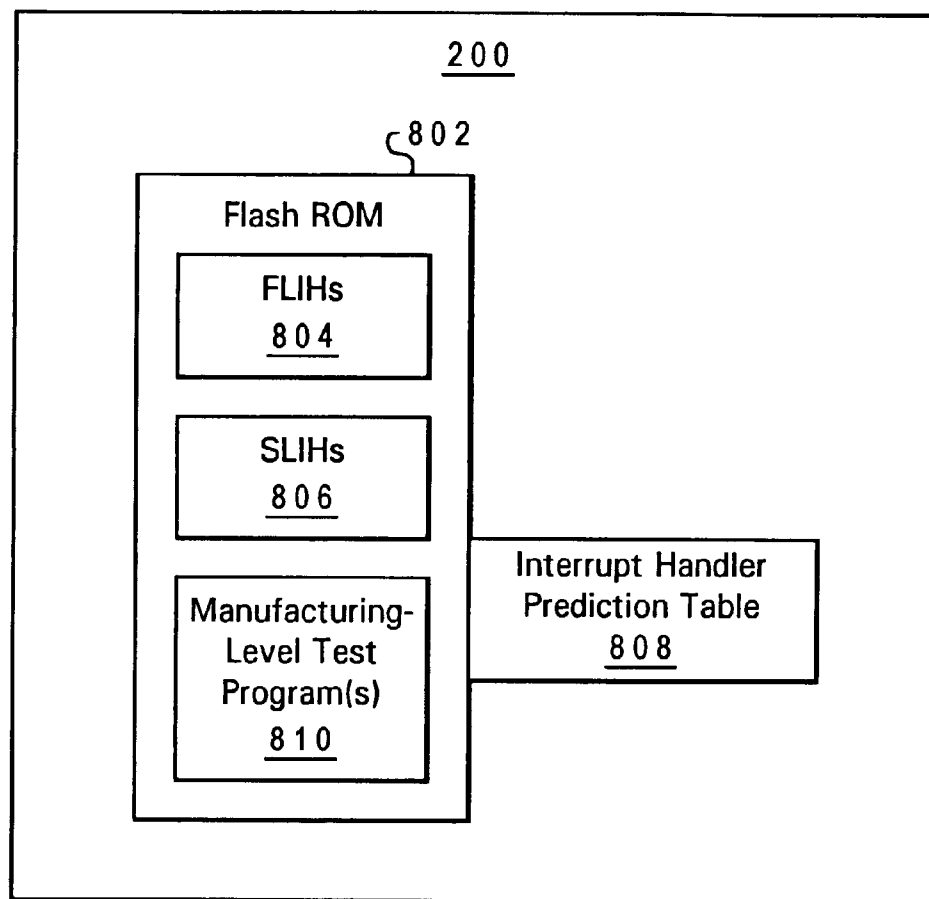 200
802
Flash ROM
FLIHs
804
SLIHs
806
Manufacturing-
Level Test
Program(s)
810
Interrupt Handler
Prediction Table
808